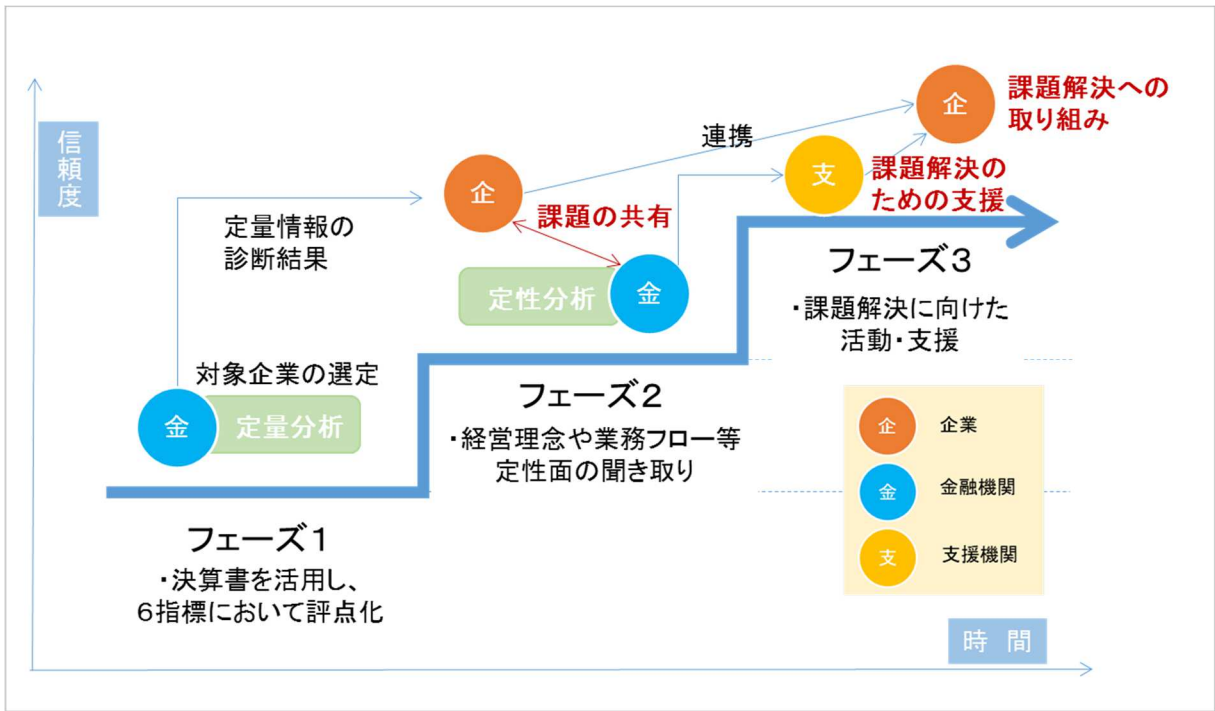 信頼度
企
課題解決への
取り組み
連携
支
課題解決の
ための支援
企
課題の共有
定量情報の
診断結果
定性分析
金
フェーズ3
・課題解決に向けた
活動・支援
対象企業の選定
金
定量分析
フェーズ2
・経営理念や業務フロー等
定性面の聞き取り
企
企業
金
金融機関
支
支援機関
フェーズ1
・決算書を活用し、
6指標において評点化
時 間